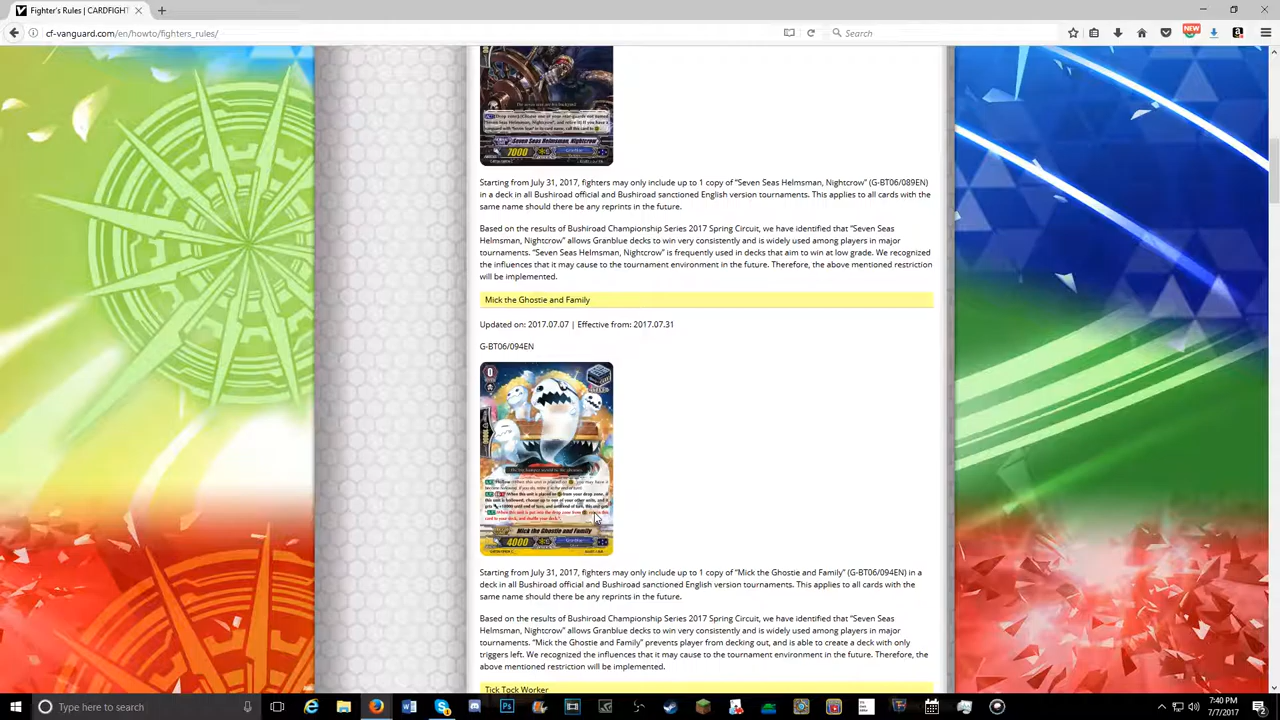 Fighter's Rules | CARDFIGHT
cf-vanguard.com/en/howto/fighters_rules/
Search
NEW
Seven Seas Helmsman, Nightcrow
7000
Starting from July 31, 2017, fighters may only include up to 1 copy of "Seven Seas Helmsman, Nightcrow" (G-BT06/089EN)
in a deck in all Bushiroad official and Bushiroad sanctioned English version tournaments. This applies to all cards with the
same name should there be any reprints in the future.
Based on the results of Bushiroad Championship Series 2017 Spring Circuit, we have identified that "Seven Seas
Helmsman, Nightcrow" allows Granblue decks to win very consistently and is widely used among players in major
tournaments. "Seven Seas Helmsman, Nightcrow" is frequently used in decks that aim to win at low grade. We recognized
the influences that it may cause to the tournament environment in the future. Therefore, the above mentioned restriction
will be implemented.
Mick the Ghostie and Family
Updated on: 2017.07.07 | Effective from: 2017.07.31
G-BT06/094EN
0
Mick the Ghostie and Family
4000
Starting from July 31, 2017, fighters may only include up to 1 copy of "Mick the Ghostie and Family" (G-BT06/094EN) in a
deck in all Bushiroad official and Bushiroad sanctioned English version tournaments. This applies to all cards with the
same name should there be any reprints in the future.
Based on the results of Bushiroad Championship Series 2017 Spring Circuit, we have identified that "Seven Seas
Helmsman, Nightcrow" allows Granblue decks to win very consistently and is widely used among players in major
tournaments. "Mick the Ghostie and Family" prevents player from decking out, and is able to create a deck with only
triggers left. We recognized the influences that it may cause to the tournament environment in the future. Therefore, the
above mentioned restriction will be implemented.
Tick Tock Worker
Type here to search
7:40 PM
7/7/2017